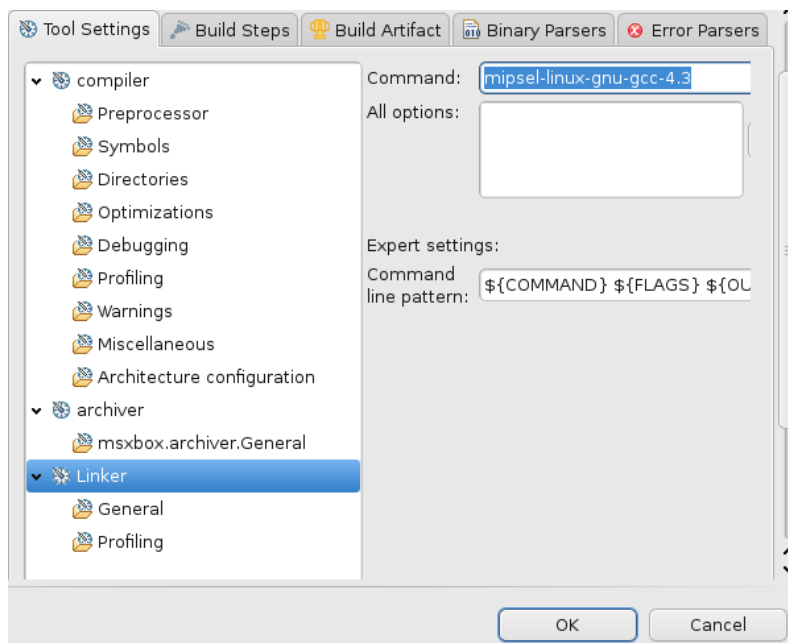 Tool Settings Build Steps Build Artifact Binary Parsers Error Parsers
compiler
Preprocessor
Symbols
Directories
Optimizations
Debugging
Profiling
Warnings
Miscellaneous
Architecture configuration
archiver
msxbox.archiver.General
Linker
General
Profiling
Command: mipsel-linux-gnu-gcc-4.3
All options:
Expert settings:
Command
line pattern: ${COMMAND} ${FLAGS} ${OU
OK Cancel